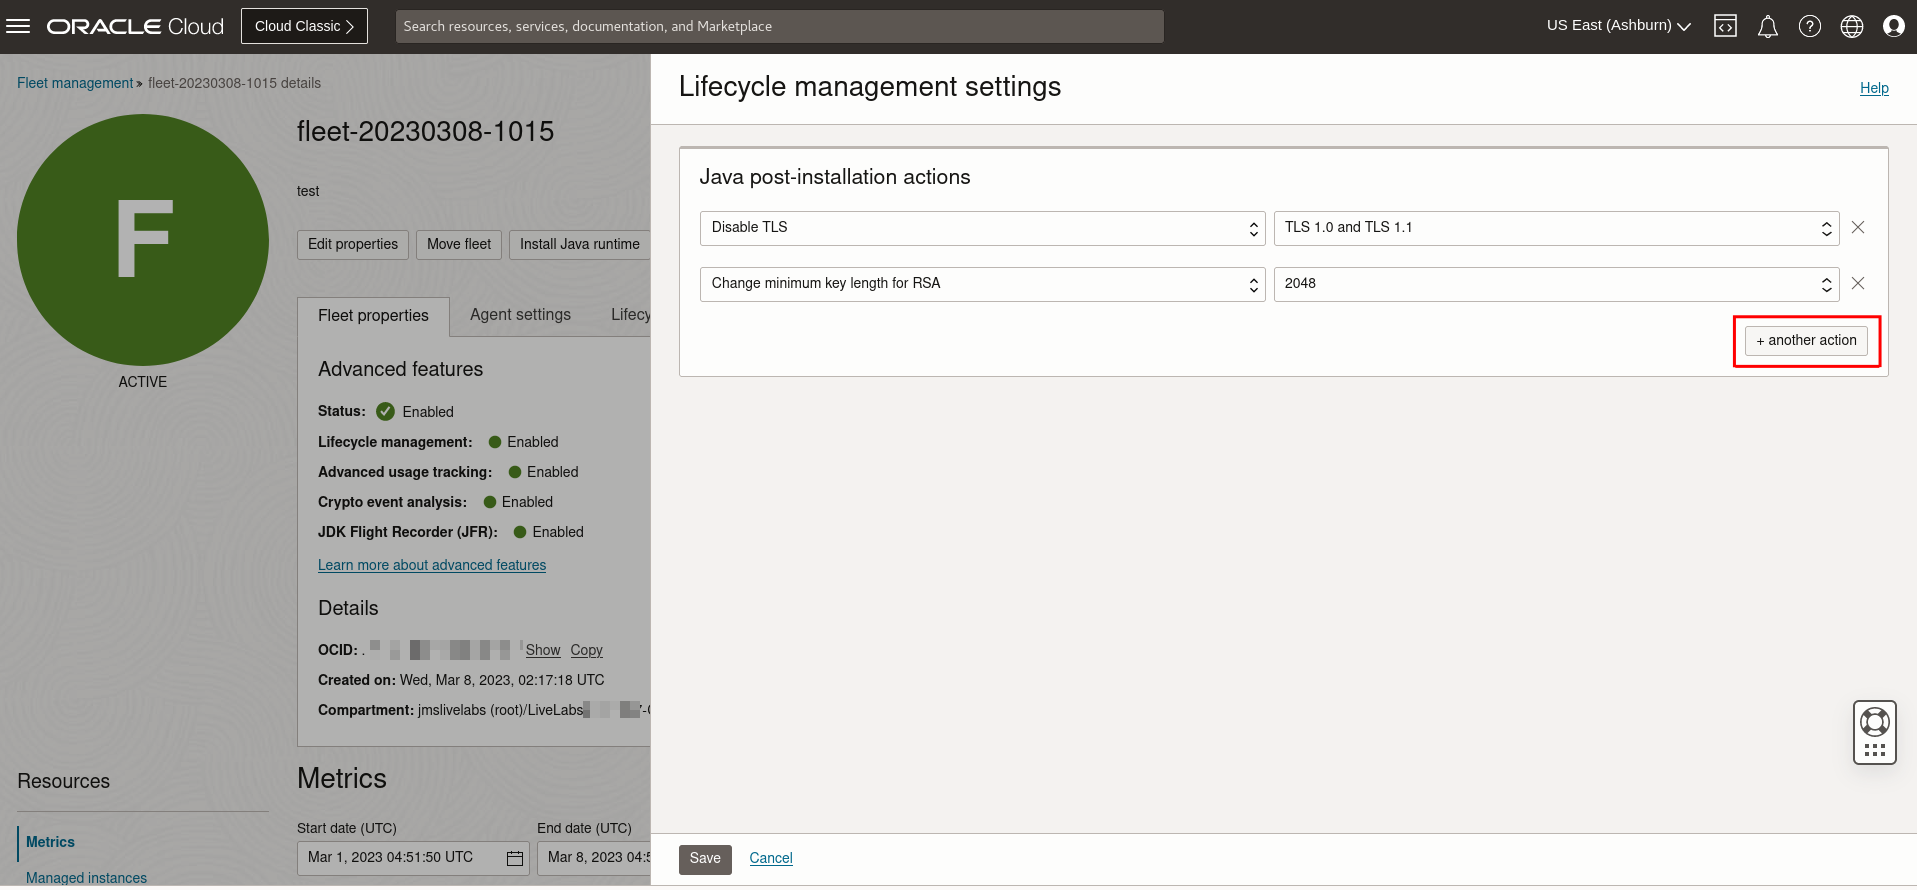 ORACLE Cloud
Cloud Classic
Search resources, services, documentation, and Marketplace
US East (Ashburn)
Fleet management » fleet-20230308-1015 details
F
ACTIVE
fleet-20230308-1015
test
Edit properties
Move fleet
Install Java runtime
Fleet properties
Agent settings
Lifecy
Advanced features
Status: Enabled
Lifecycle management: Enabled
Advanced usage tracking: Enabled
Crypto event analysis: Enabled
JDK Flight Recorder (JFR): Enabled
Learn more about advanced features
Details
OCID: . Show Copy
Created on: Wed, Mar 8, 2023, 02:17:18 UTC
Compartment: jmslivelabs (root)/LiveLabs
Resources
Metrics
Managed instances
Metrics
Start date (UTC)
End date (UTC)
Mar 1, 2023 04:51:50 UTC
Mar 8, 2023 04:5
Lifecycle management settings
Help
Java post-installation actions
Disable TLS
TLS 1.0 and TLS 1.1
Change minimum key length for RSA
2048
+ another action
Save
Cancel